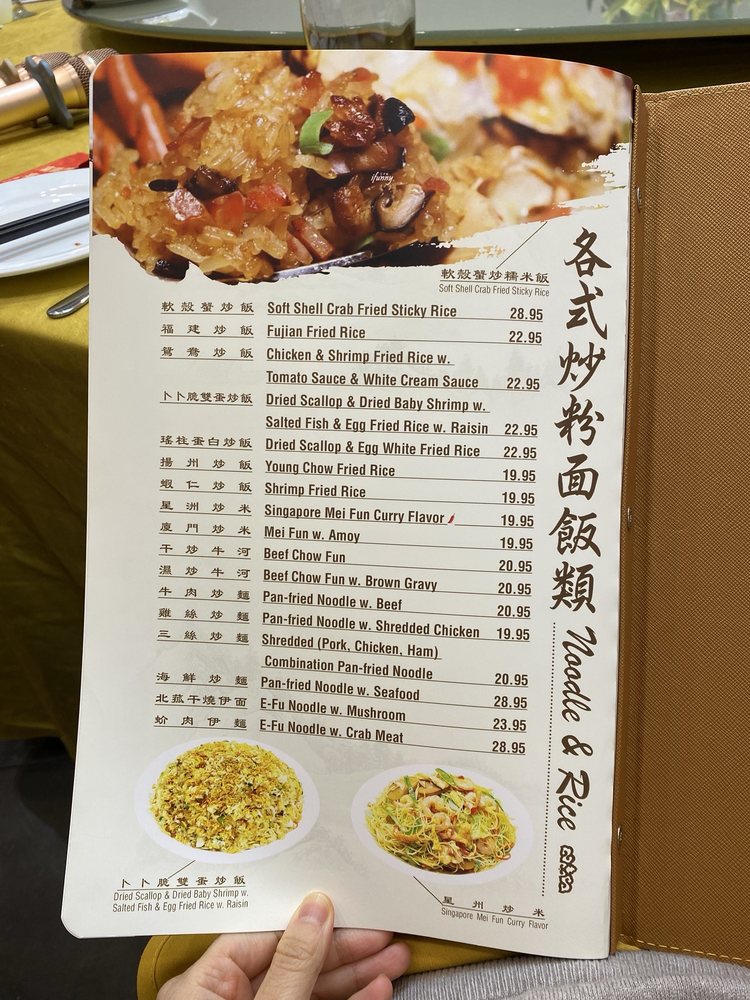 ifunny
軟殼蟹炒糯米飯
Soft Shell Crab Fried Sticky Rice
各式炒粉面飯類 Noodle & Rice
軟殼蟹炒飯 Soft Shell Crab Fried Sticky Rice 28.95
福建炒飯 Fujian Fried Rice 22.95
鴛鴦炒飯 Chicken & Shrimp Fried Rice w.
Tomato Sauce & White Cream Sauce 22.95
卜卜脆雙蛋炒飯 Dried Scallop & Dried Baby Shrimp w.
Salted Fish & Egg Fried Rice w. Raisin 22.95
瑤柱蛋白炒飯 Dried Scallop & Egg White Fried Rice 22.95
揚州炒飯 Young Chow Fried Rice 19.95
蝦仁炒飯 Shrimp Fried Rice 19.95
星洲炒米 Singapore Mei Fun Curry Flavor 19.95
廈門炒米 Mei Fun w. Amoy 19.95
干炒牛河 Beef Chow Fun 20.95
濕炒牛河 Beef Chow Fun w. Brown Gravy 20.95
牛肉炒麵 Pan-fried Noodle w. Beef 20.95
雞絲炒麵 Pan-fried Noodle w. Shredded Chicken 19.95
三絲炒麵 Shredded (Pork, Chicken, Ham)
Combination Pan-fried Noodle 20.95
海鮮炒麵 Pan-fried Noodle w. Seafood 28.95
北菰干燒伊面 E-Fu Noodle w. Mushroom 23.95
蚧肉伊麵 E-Fu Noodle w. Crab Meat 28.95
卜卜脆雙蛋炒飯
Dried Scallop & Dried Baby Shrimp w.
Salted Fish & Egg Fried Rice w. Raisin
星州炒米
Singapore Mei Fun Curry Flavor